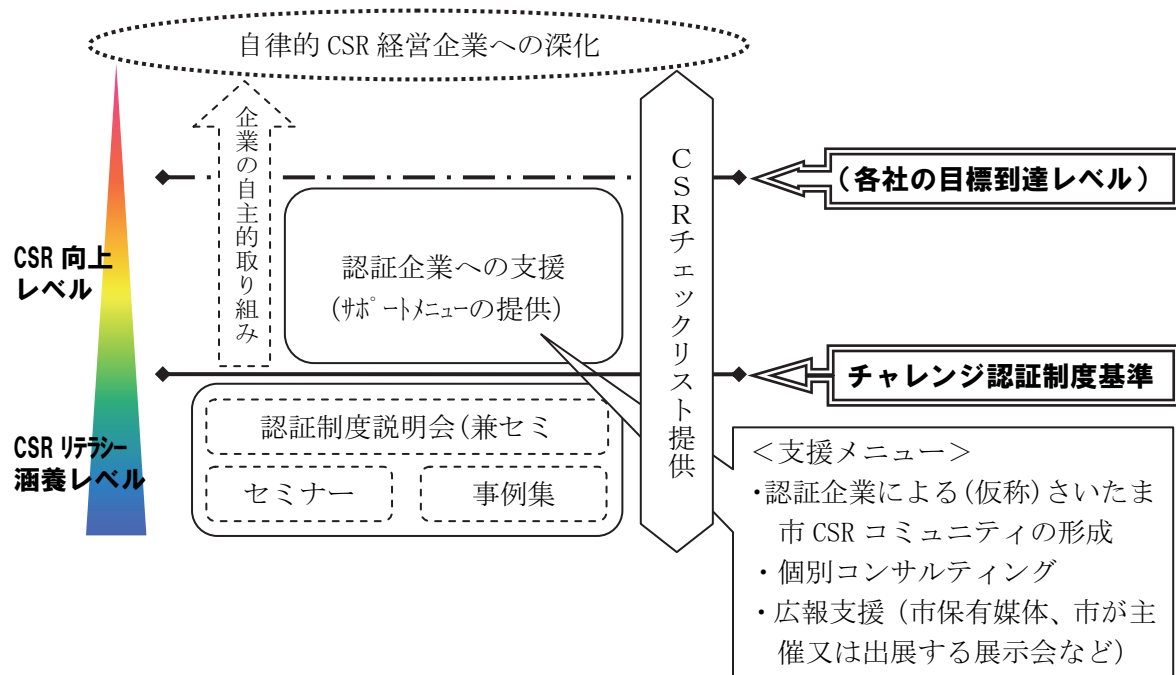 自律的 CSR 経営企業への深化
企業の自主的取り組み
CSRチェックリスト提供
(各社の目標到達レベル)
CSR 向上
レベル
認証企業への支援
(ｻﾎﾟｰﾄﾒﾆｭｰの提供)
チャレンジ認証制度基準
認証制度説明会(兼セミ
CSR ﾘﾃﾗｼｰ
涵養レベル
セミナー
事例集
＜支援メニュー＞
・認証企業による(仮称)さいたま
市 CSR コミュニティの形成
・個別コンサルティング
・広報支援（市保有媒体、市が主
催又は出展する展示会など）